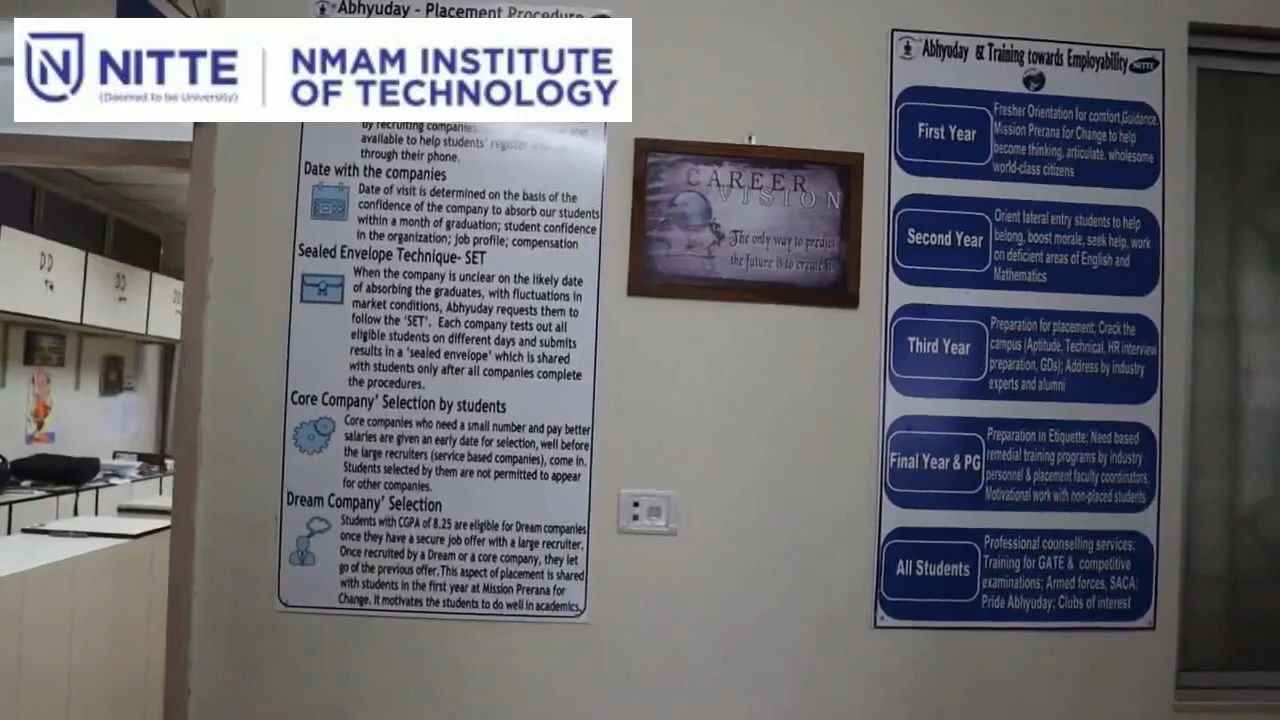 Abhyuday - Placement Procedure
NITTE
(Deemed to be University)
NMAM INSTITUTE
OF TECHNOLOGY
by recruiting companies.
available to help students' register
through their phone.
Date with the companies
Date of visit is determined on the basis of the
confidence of the company to absorb our students
within a month of graduation; student confidence
in the organization; job profile; compensation
Sealed Envelope Technique- SET
When the company is unclear on the likely date
of absorbing the graduates, with fluctuations in
market conditions, Abhyuday requests them to
follow the 'SET'. Each company tests out all
eligible students on different days and submits
results in a 'sealed envelope' which is shared
with students only after all companies complete
the procedures.
Core Company' Selection by students
Core companies who need a small number and pay better
salaries are given an early date for selection, well before
the large recruiters (service based companies), come in.
Students selected by them are not permitted to appear
for other companies.
Dream Company' Selection
Students with CGPA of 8.25 are eligible for Dream companies
once they have a secure job offer with a large recruiter.
Once recruited by a Dream or a core company, they let
go of the previous offer. This aspect of placement is shared
with students in the first year at Mission Prerana for
Change. It motivates the students to do well in academics.
CAREER
VISION
The only way to predict
the future is to create it
Abhyuday & Training towards Employability
NITTE
First Year
Fresher Orientation for comfort, Guidance,
Mission Prerana for Change to help
become thinking, articulate, wholesome
world-class citizens
Second Year
Orient lateral entry students to help
belong, boost morale, seek help, work
on deficient areas of English and
Mathematics
Third Year
Preparation for placement; Crack the
campus (Aptitude, Technical, HR interview
preparation, GDs); Address by industry
experts and alumni
Final Year & PG
Preparation in Etiquette; Need based
remedial training programs by industry
personnel & placement faculty coordinators,
Motivational work with non-placed students
All Students
Professional counselling services;
Training for GATE & competitive
examinations; Armed forces, SACA;
Pride Abhyuday; Clubs of interest